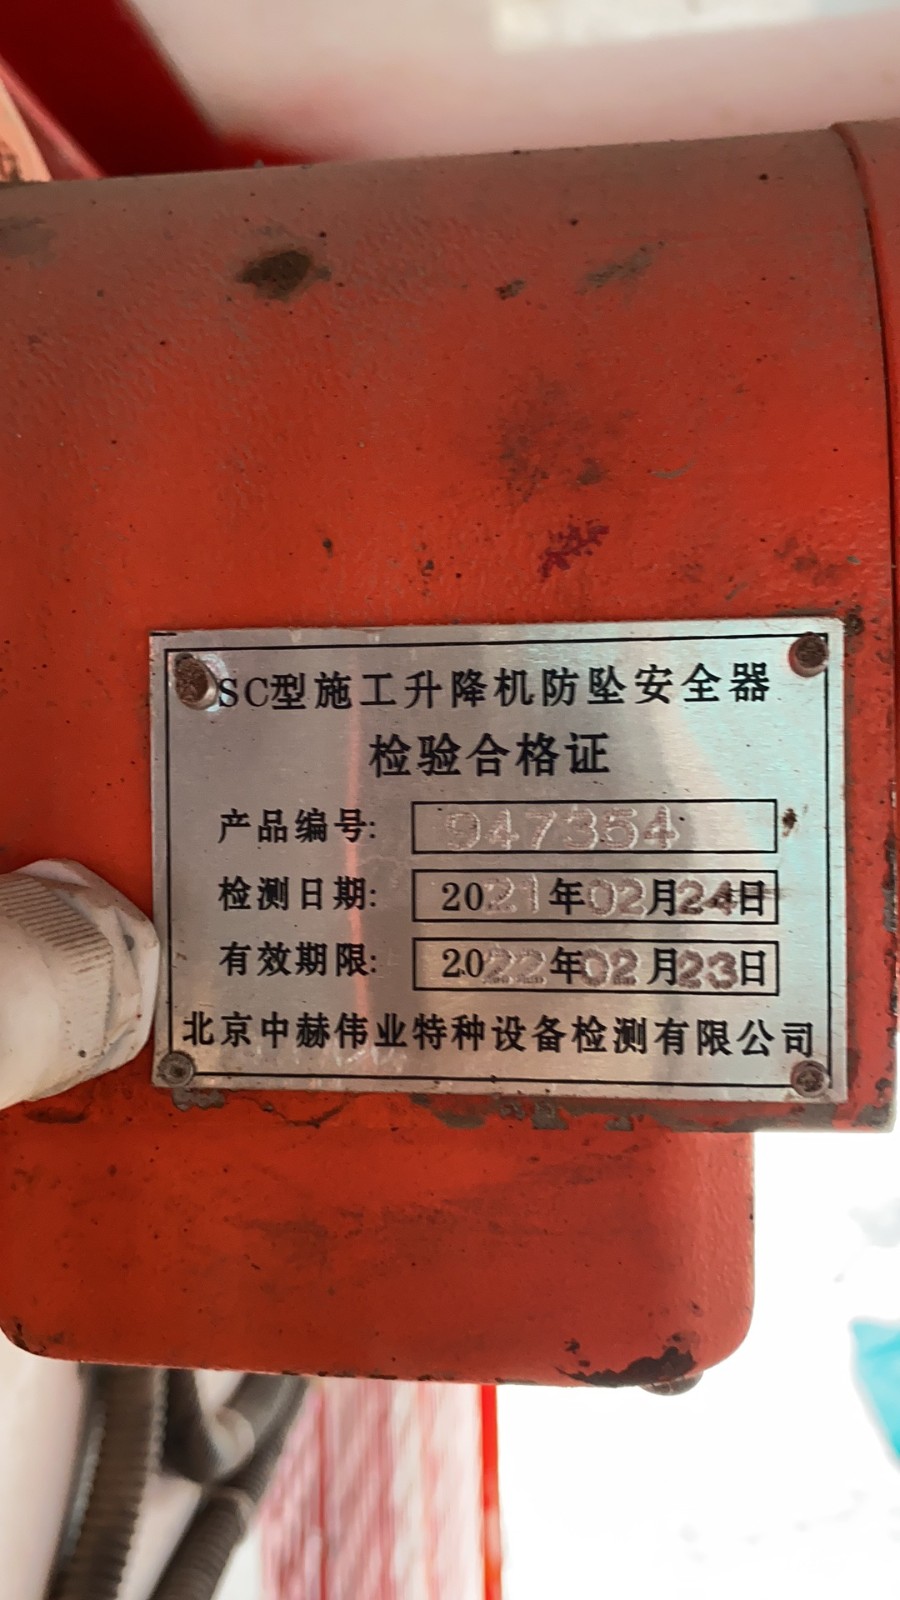 SC型施工升降机防坠安全器
检验合格证
产品编号: 947354
检测日期: 2021年02月24日
有效期限: 2022年02月23日
北京中赫伟业特种设备检测有限公司